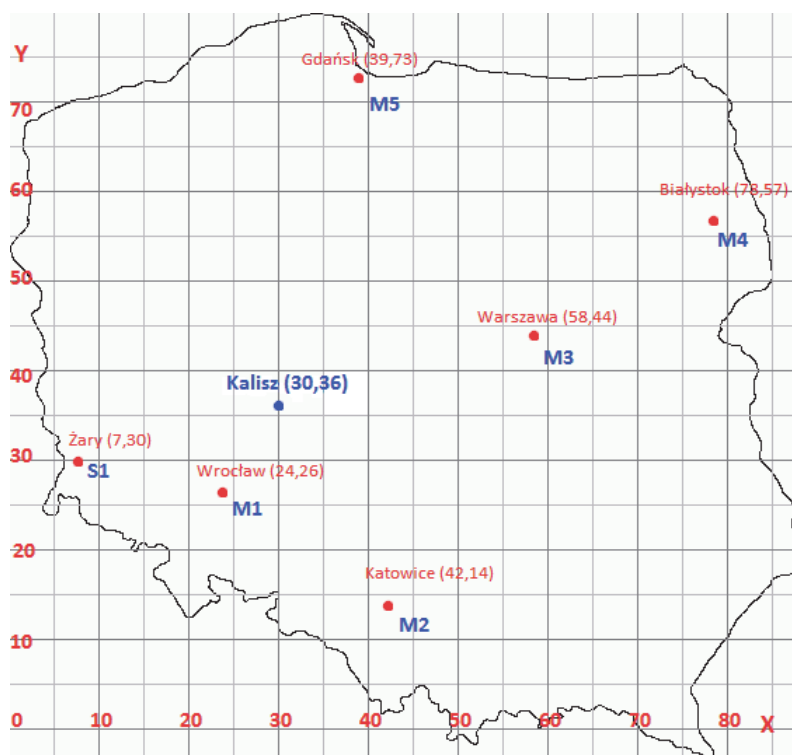 Y
Gdańsk (39,73)
M5
70
60
Białystok (78,57)
M4
50
Warszawa (58,44)
M3
40
Kalisz (30,36)
Żary (7,30)
S1
30
Wrocław (24,26)
M1
20
Katowice (42,14)
M2
10
0 10 20 30 40 50 60 70 80 X